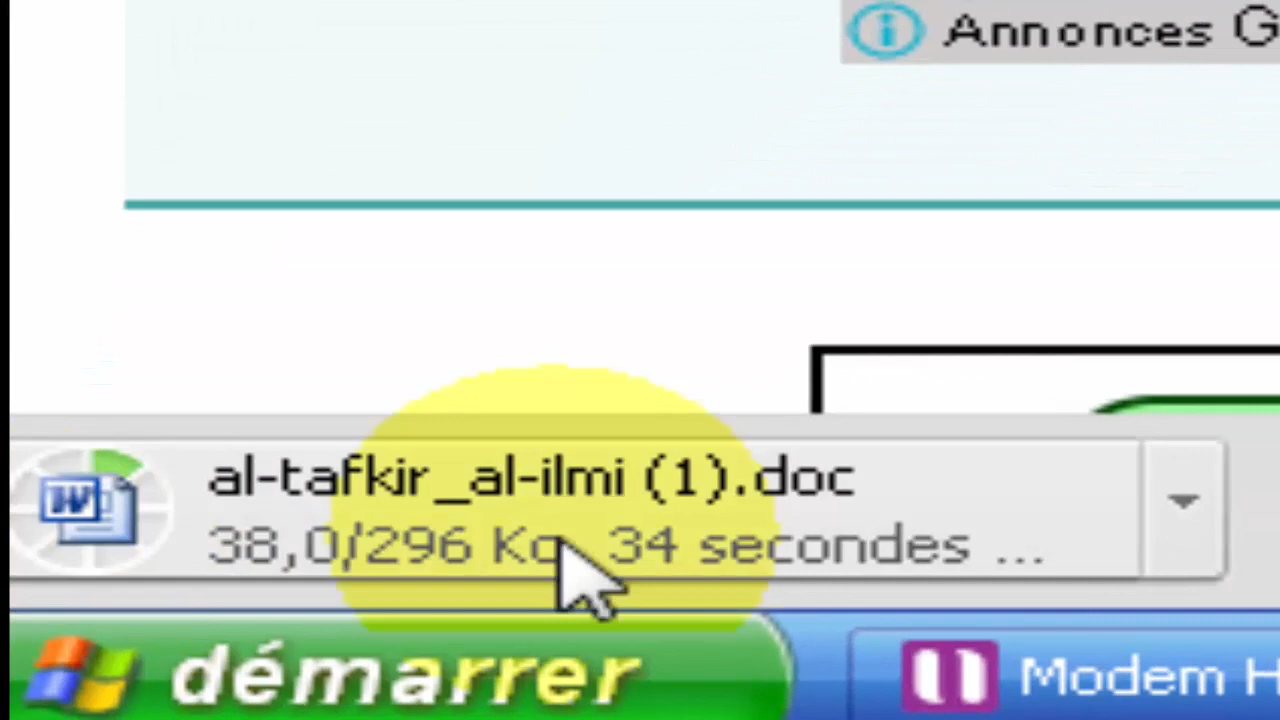 Annonces G
al-tafkir_al-ilmi (1).doc
38,0/296 Ko, 34 secondes ...
démarrer
Modem H